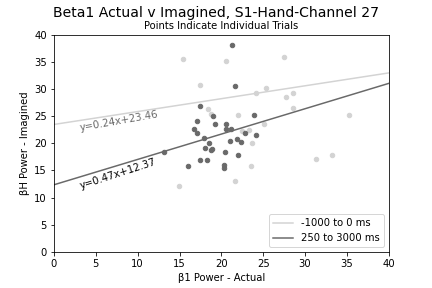 Beta1 Actual v Imagined, S1-Hand-Channel 27
Points Indicate Individual Trials
40
35
30
25
20
15
10
5
0
βH Power - Imagined
y=0.24x+23.46
y=0.47x+12.37
-1000 to 0 ms
250 to 3000 ms
0 5 10 15 20 25 30 35 40
β1 Power - Actual